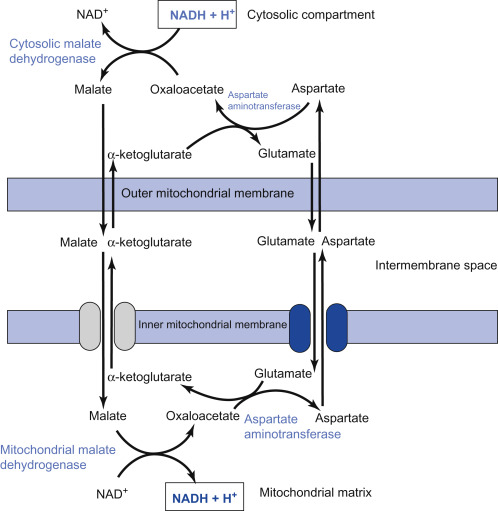 NAD+
NADH + H+
Cytosolic compartment
Cytosolic malate
dehydrogenase
Malate
Oxaloacetate
Aspartate
aminotransferase
Aspartate
α-ketoglutarate
Glutamate
Outer mitochondrial membrane
Malate
α-ketoglutarate
Glutamate
Aspartate
Intermembrane space
Inner mitochondrial membrane
α-ketoglutarate
Glutamate
Malate
Oxaloacetate
Aspartate
aminotransferase
Aspartate
Mitochondrial malate
dehydrogenase
NAD+
NADH + H+
Mitochondrial matrix